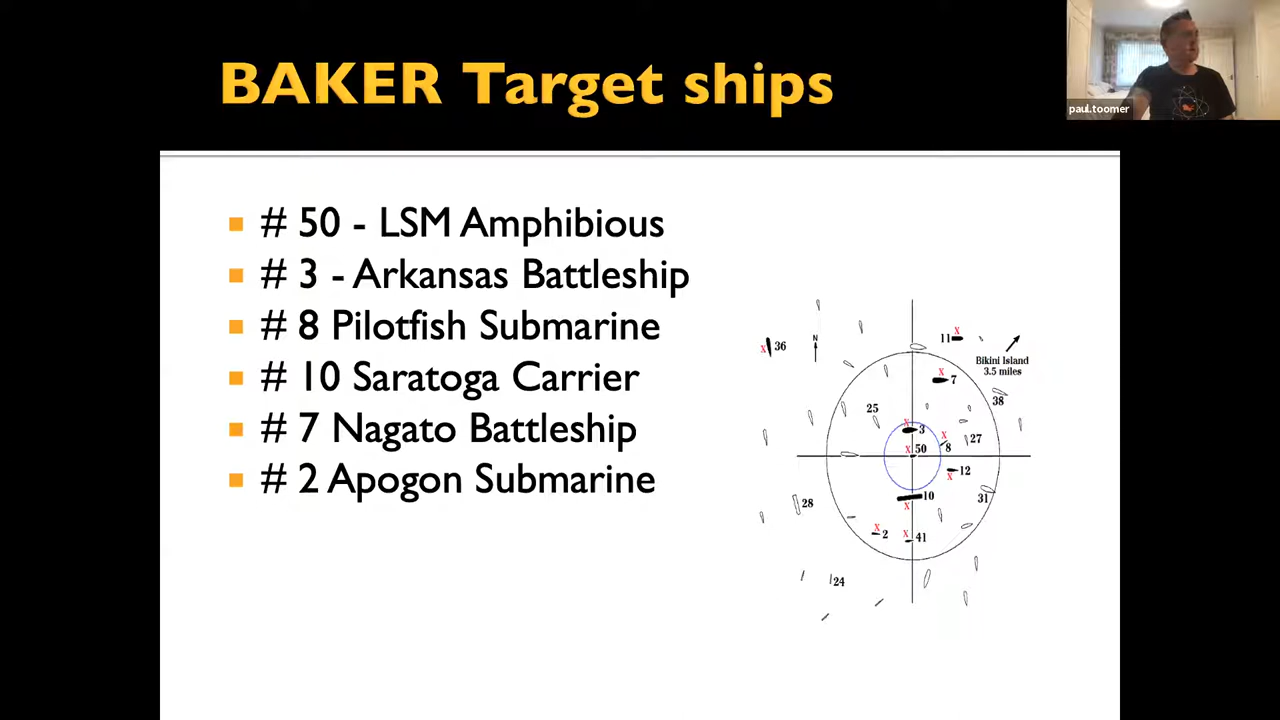 BAKER Target ships
paul.toomer
# 50 - LSM Amphibious
# 3 - Arkansas Battleship
# 8 Pilotfish Submarine
# 10 Saratoga Carrier
# 7 Nagato Battleship
# 2 Apogon Submarine
X 36
N
X
11
Bikini Island
3.5 miles
X
7
38
25
X
3
X
27
X 50
8
12
X
10
31
28
X
X
2
X
41
24